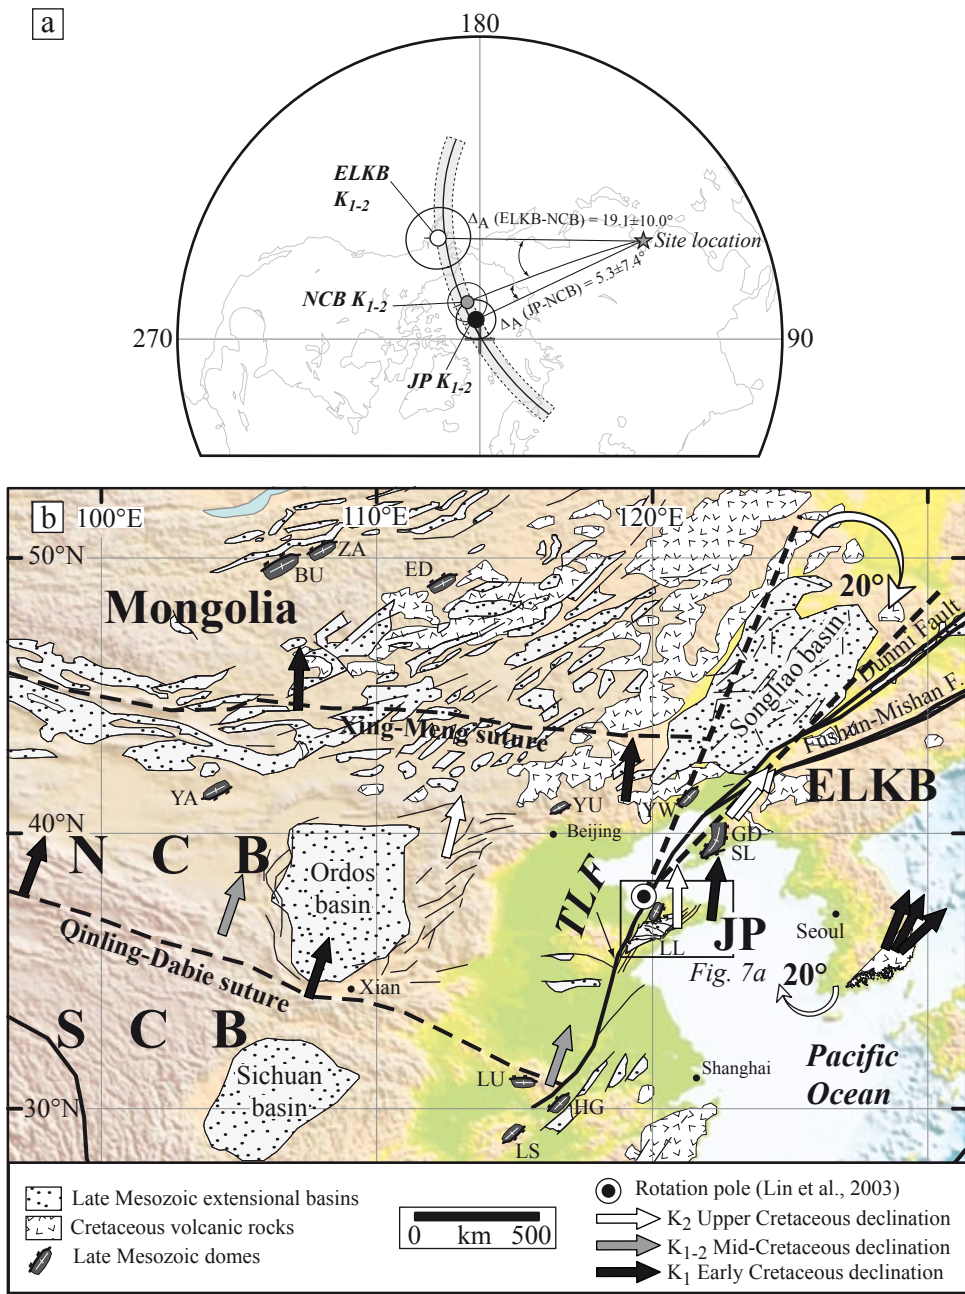 a
180
ELKB
K1-2
ΔA (ELKB-NCB) = 19.1±10.0°
Site location
NCB K1-2
ΔA (JP-NCB) = 5.3±7.4°
270
90
JP K1-2
b
100°E
110°E
120°E
50°N
ZA
BU
ED
20°
Mongolia
Songliao basin
Dunmi Fault
Xing-Meng suture
Fushun-Mishan F.
ELKB
YA
YU
YW
40°N
Beijing
GD
SL
N C B
Ordos
basin
TLF
JP
LL
Seoul
Qinling-Dabie suture
Fig. 7a
20°
Xian
S C B
Pacific
Ocean
Sichuan
basin
Shanghai
LU
HG
30°N
LS
Late Mesozoic extensional basins
Cretaceous volcanic rocks
Late Mesozoic domes
0 km 500
Rotation pole (Lin et al., 2003)
K2 Upper Cretaceous declination
K1-2 Mid-Cretaceous declination
K1 Early Cretaceous declination